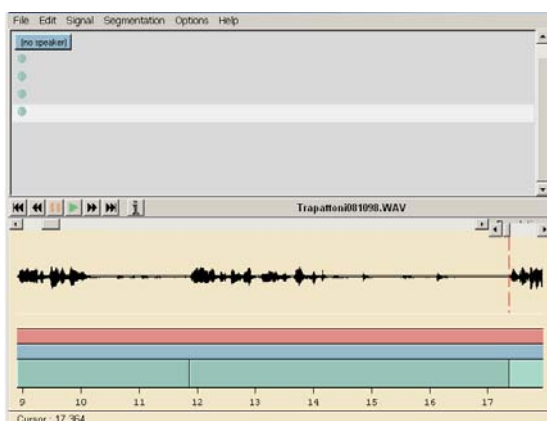 File Edit Signal Segmentation Options Help
(no speaker)
i
Trapattoni081098.WAV
9 10 11 12 13 14 15 16 17
Cursor : 17.364